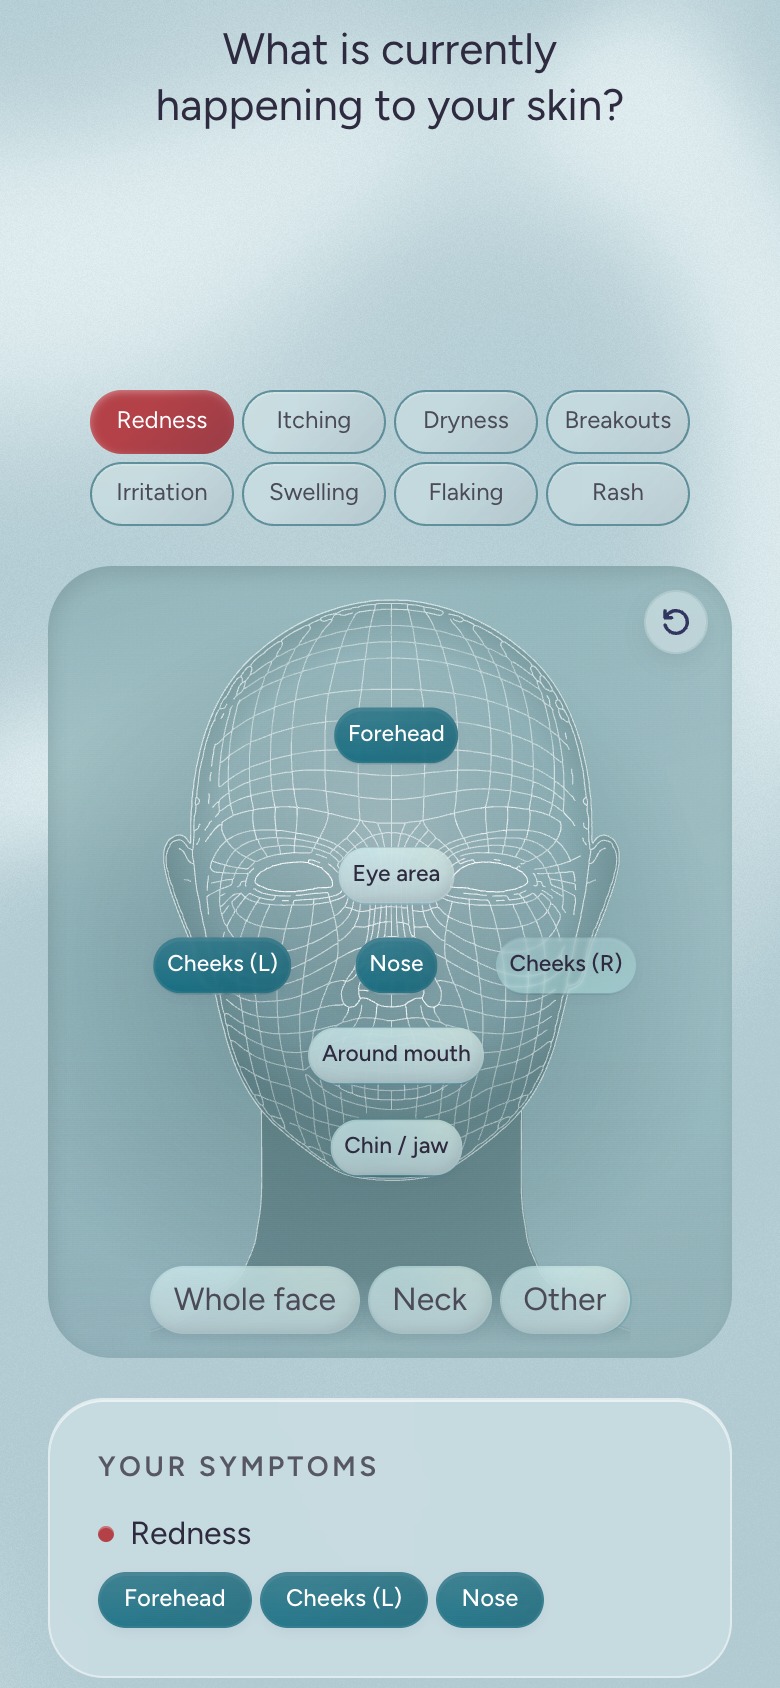 What is currently
happening to your skin?
Redness Itching Dryness Breakouts
Irritation Swelling Flaking Rash
Forehead
Eye area
Cheeks (L) Nose Cheeks (R)
Around mouth
Chin / jaw
Whole face Neck Other
YOUR SYMPTOMS
Redness
Forehead Cheeks (L) Nose